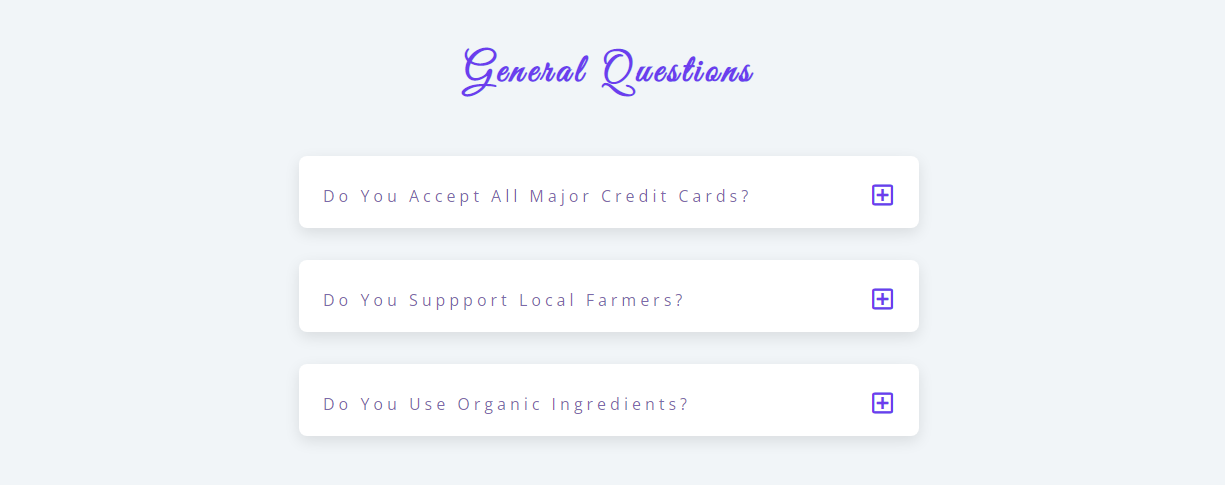 General Questions
Do You Accept All Major Credit Cards?
Do You Suppport Local Farmers?
Do You Use Organic Ingredients?